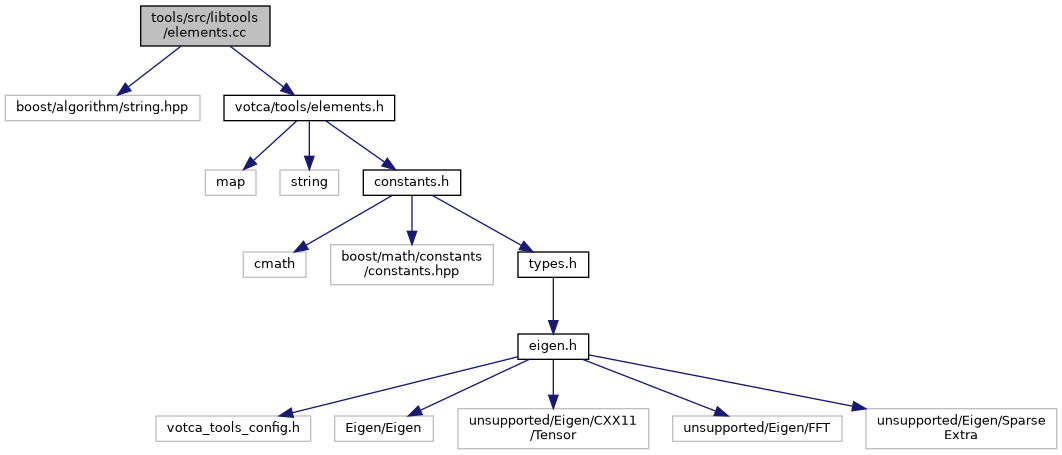 tools/src/libtools
/elements.cc
boost/algorithm/string.hpp
votca/tools/elements.h
map
string
constants.h
cmath
boost/math/constants
/constants.hpp
types.h
eigen.h
votca_tools_config.h
Eigen/Eigen
unsupported/Eigen/CXX11
/Tensor
unsupported/Eigen/FFT
unsupported/Eigen/Sparse
Extra